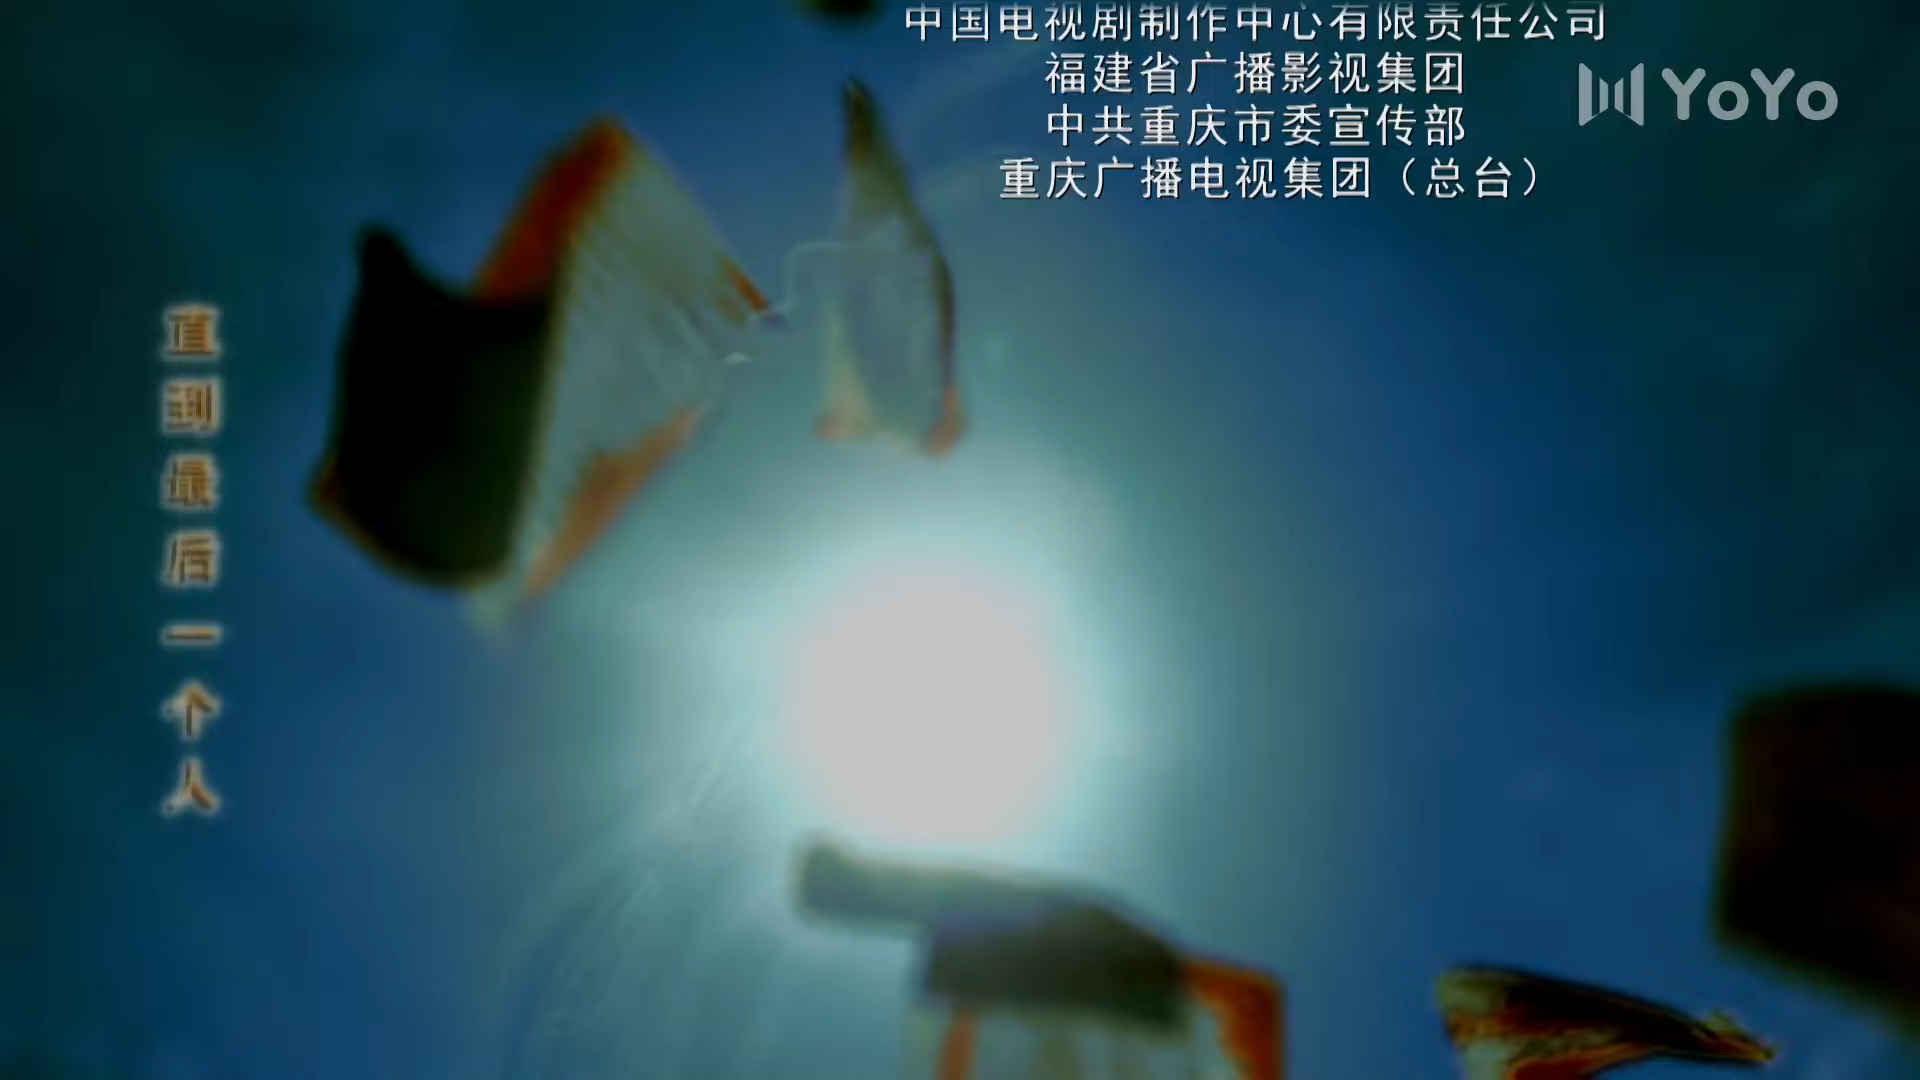 中国电视剧制作中心有限责任公司
福建省广播影视集团
中共重庆市委宣传部
重庆广播电视集团（总台）
YoYo
直到最后一个人